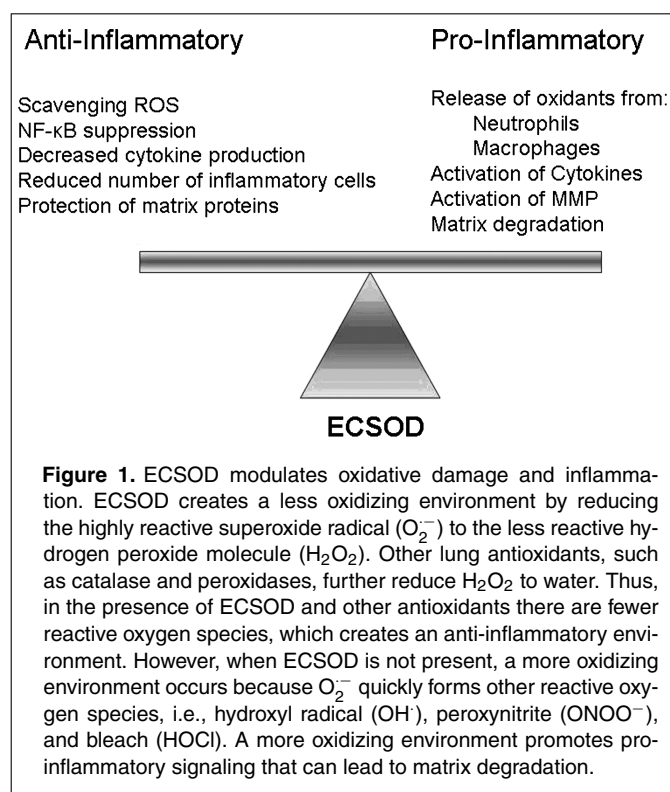 Anti-Inflammatory
Scavenging ROS
NF-κB suppression
Decreased cytokine production
Reduced number of inflammatory cells
Protection of matrix proteins
Pro-Inflammatory
Release of oxidants from:
Neutrophils
Macrophages
Activation of Cytokines
Activation of MMP
Matrix degradation
ECSOD
Figure 1. ECSOD modulates oxidative damage and inflamma-
tion. ECSOD creates a less oxidizing environment by reducing
the highly reactive superoxide radical (O₂·⁻) to the less reactive hy-
drogen peroxide molecule (H₂O₂). Other lung antioxidants, such
as catalase and peroxidases, further reduce H₂O₂ to water. Thus,
in the presence of ECSOD and other antioxidants there are fewer
reactive oxygen species, which creates an anti-inflammatory envi-
ronment. However, when ECSOD is not present, a more oxidizing
environment occurs because O₂·⁻ quickly forms other reactive oxy-
gen species, i.e., hydroxyl radical (OH·), peroxynitrite (ONOO⁻),
and bleach (HOCl). A more oxidizing environment promotes pro-
inflammatory signaling that can lead to matrix degradation.